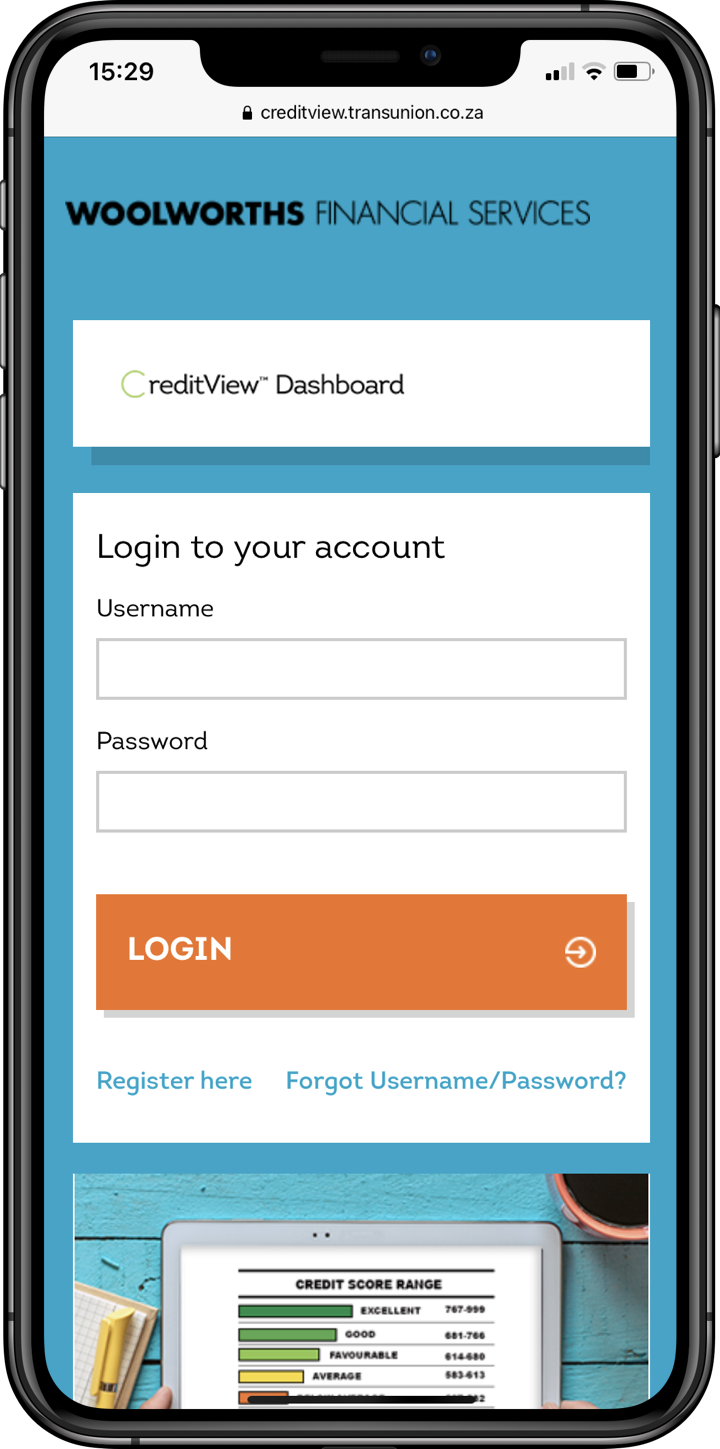 15:29
creditview.transunion.co.za
WOOLWORTHS FINANCIAL SERVICES
CreditView™ Dashboard
Login to your account
Username
Password
LOGIN
Register here Forgot Username/Password?
CREDIT SCORE RANGE
EXCELLENT 767-999
GOOD 681-766
FAVOURABLE 614-680
AVERAGE 583-613